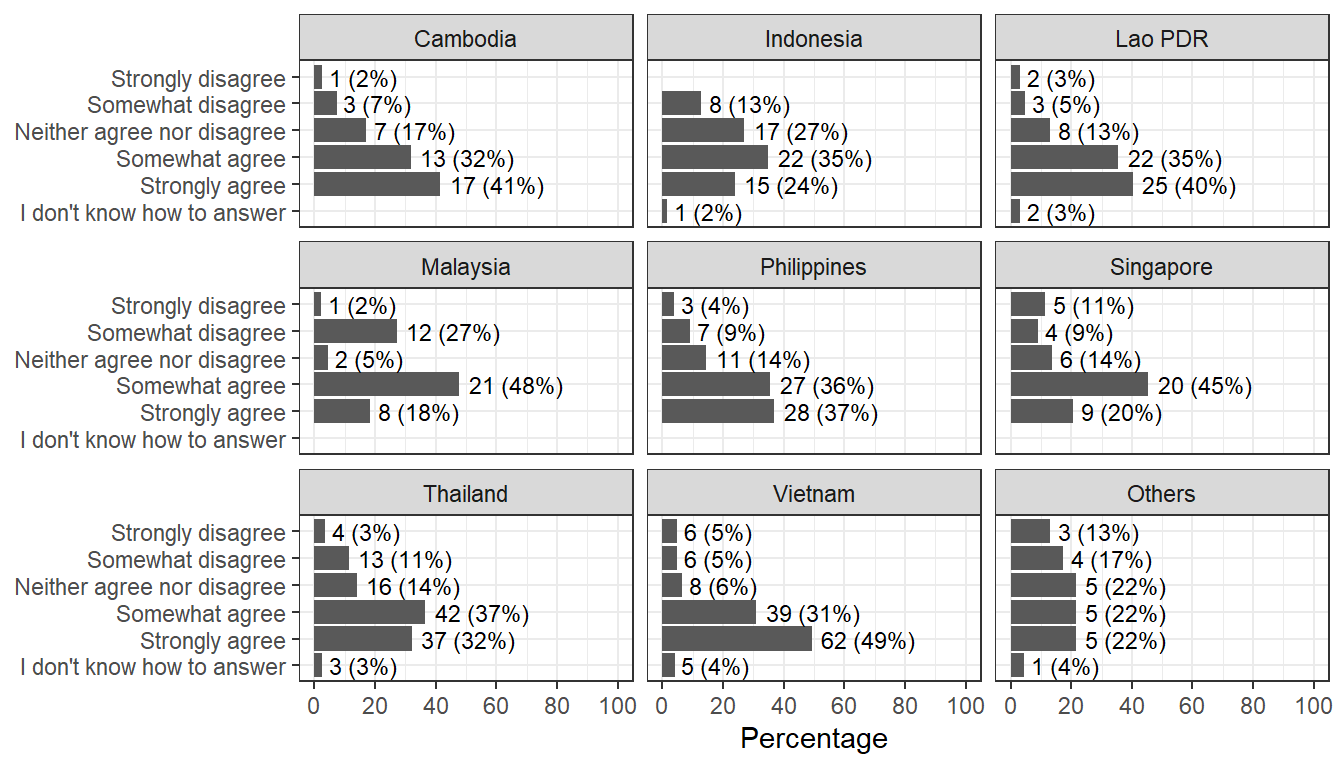 Cambodia Indonesia Lao PDR
Strongly disagree 1 (2%) 2 (3%)
Somewhat disagree 3 (7%) 8 (13%) 3 (5%)
Neither agree nor disagree 7 (17%) 17 (27%) 8 (13%)
Somewhat agree 13 (32%) 22 (35%) 22 (35%)
Strongly agree 17 (41%) 15 (24%) 25 (40%)
I don't know how to answer 1 (2%) 2 (3%)
Malaysia Philippines Singapore
Strongly disagree 1 (2%) 3 (4%) 5 (11%)
Somewhat disagree 12 (27%) 7 (9%) 4 (9%)
Neither agree nor disagree 2 (5%) 11 (14%) 6 (14%)
Somewhat agree 21 (48%) 27 (36%) 20 (45%)
Strongly agree 8 (18%) 28 (37%) 9 (20%)
I don't know how to answer
Thailand Vietnam Others
Strongly disagree 4 (3%) 6 (5%) 3 (13%)
Somewhat disagree 13 (11%) 6 (5%) 4 (17%)
Neither agree nor disagree 16 (14%) 8 (6%) 5 (22%)
Somewhat agree 42 (37%) 39 (31%) 5 (22%)
Strongly agree 37 (32%) 62 (49%) 5 (22%)
I don't know how to answer 3 (3%) 5 (4%) 1 (4%)
0 20 40 60 80 100 0 20 40 60 80 100 0 20 40 60 80 100
Percentage